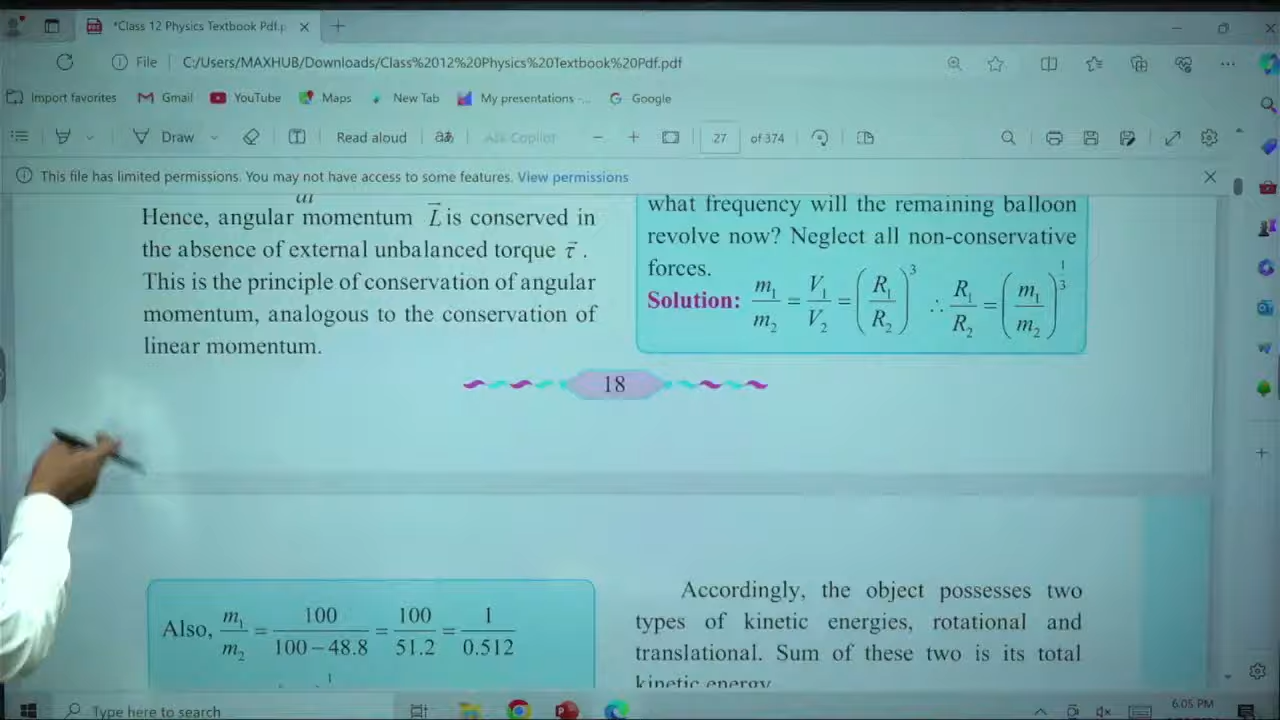 *Class 12 Physics Textbook Pdf.p
File | C:/Users/MAXHUB/Downloads/Class%2012%20Physics%20Textbook%20Pdf.pdf
Import favorites Gmail YouTube Maps New Tab My presentations -... Google
Draw Read aloud aあ Ask Copilot 27 of 374
This file has limited permissions. You may not have access to some features. View permissions
Hence, angular momentum L⃗ is conserved in
the absence of external unbalanced torque τ⃗ .
This is the principle of conservation of angular
momentum, analogous to the conservation of
linear momentum.
what frequency will the remaining balloon
revolve now? Neglect all non-conservative
forces.
Solution: m₁/m₂ = V₁/V₂ = (R₁/R₂)³ ∴ R₁/R₂ = (m₁/m₂)^(1/3)
18
Also, m₁/m₂ = 100/(100 – 48.8) = 100/51.2 = 1/0.512
1
Accordingly, the object possesses two
types of kinetic energies, rotational and
translational. Sum of these two is its total
kinetic energy
Type here to search
6:05 PM